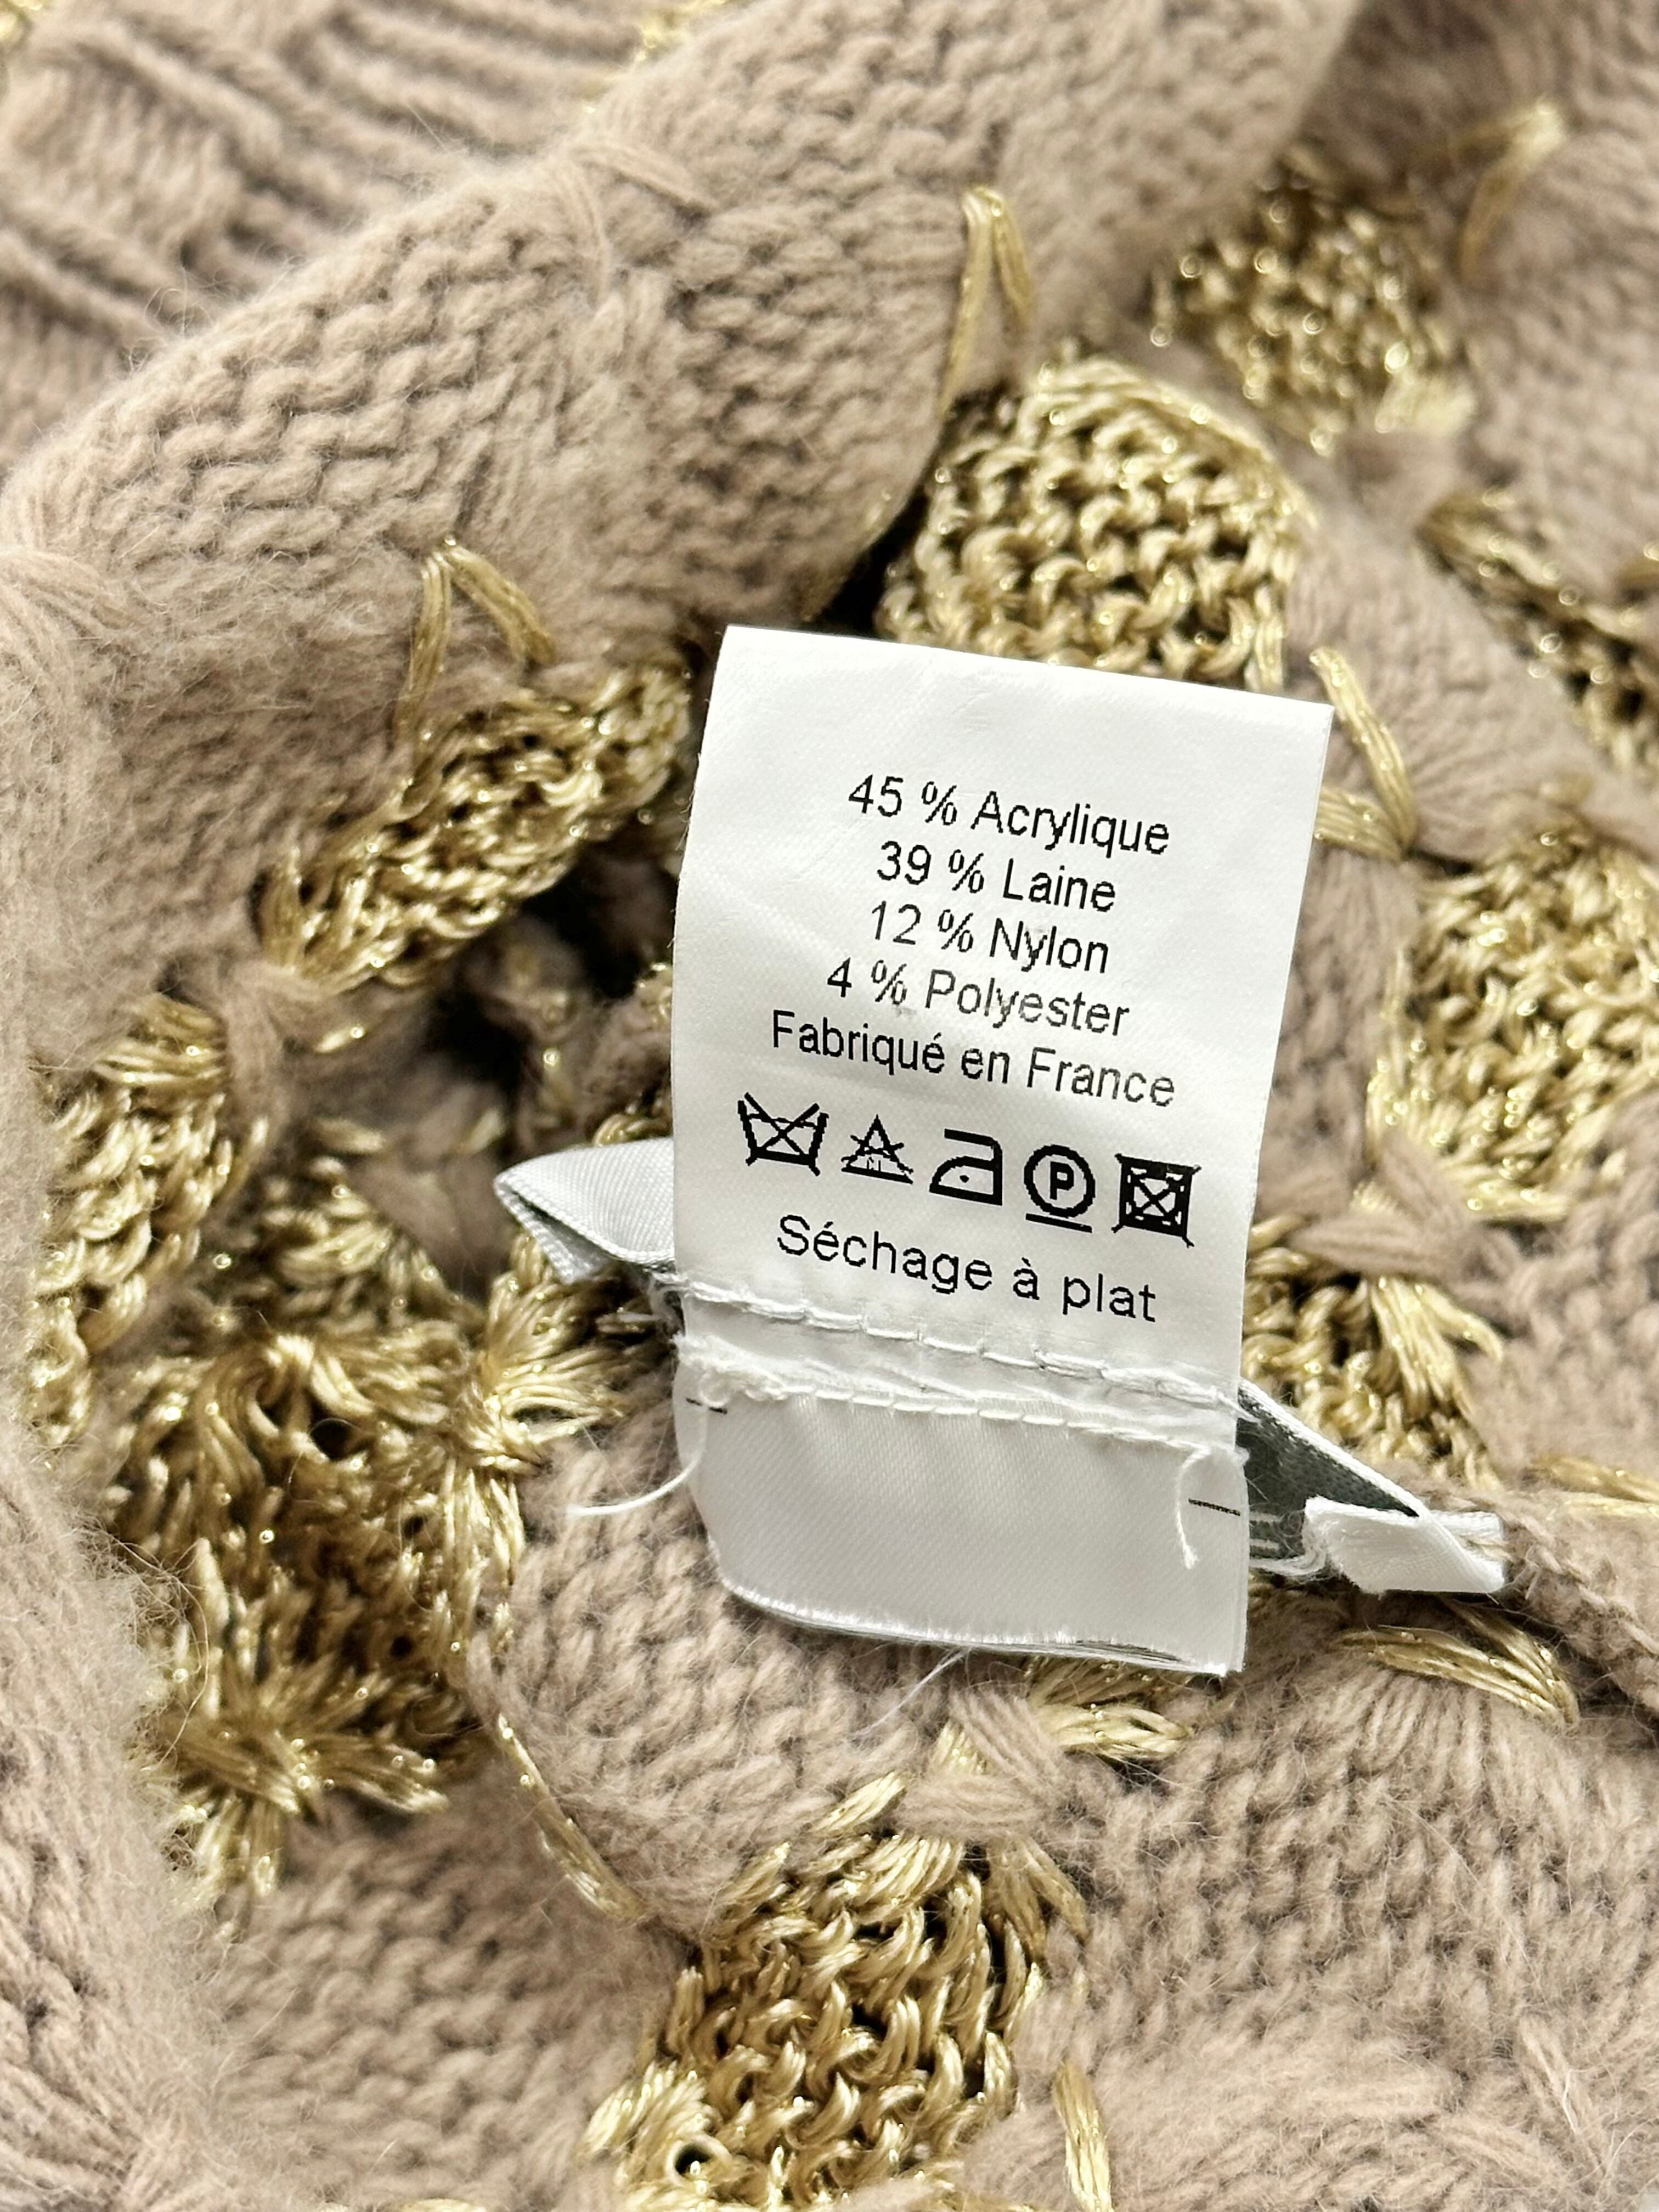 45 % Acrylique
39 % Laine
12 % Nylon
4 % Polyester
Fabriqué en France
P
Séchage à plat